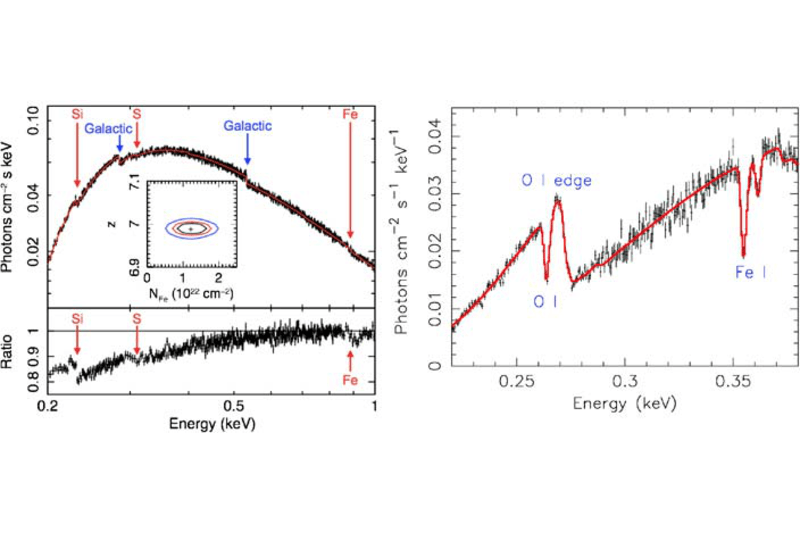 Si
S
Fe
Galactic
Galactic
0.10
0.04
0.02
Photons cm⁻² s keV
7.1
7
6.9
z
0
1
2
N_Fe (10²² cm⁻²)
Si
S
Fe
1
0.9
0.8
Ratio
0.2
0.5
1
Energy (keV)
0.04
0.03
0.02
0.01
0
Photons cm⁻² s⁻¹ keV⁻¹
O I edge
O I
Fe I
0.25
0.3
0.35
Energy (keV)